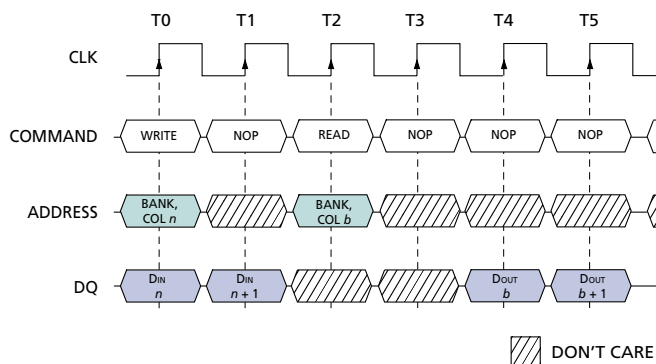 T0 T1 T2 T3 T4 T5
CLK
COMMAND WRITE NOP READ NOP NOP NOP
ADDRESS BANK, COL n BANK, COL b
DQ DIN n DIN n + 1 DOUT b DOUT b + 1
DON'T CARE